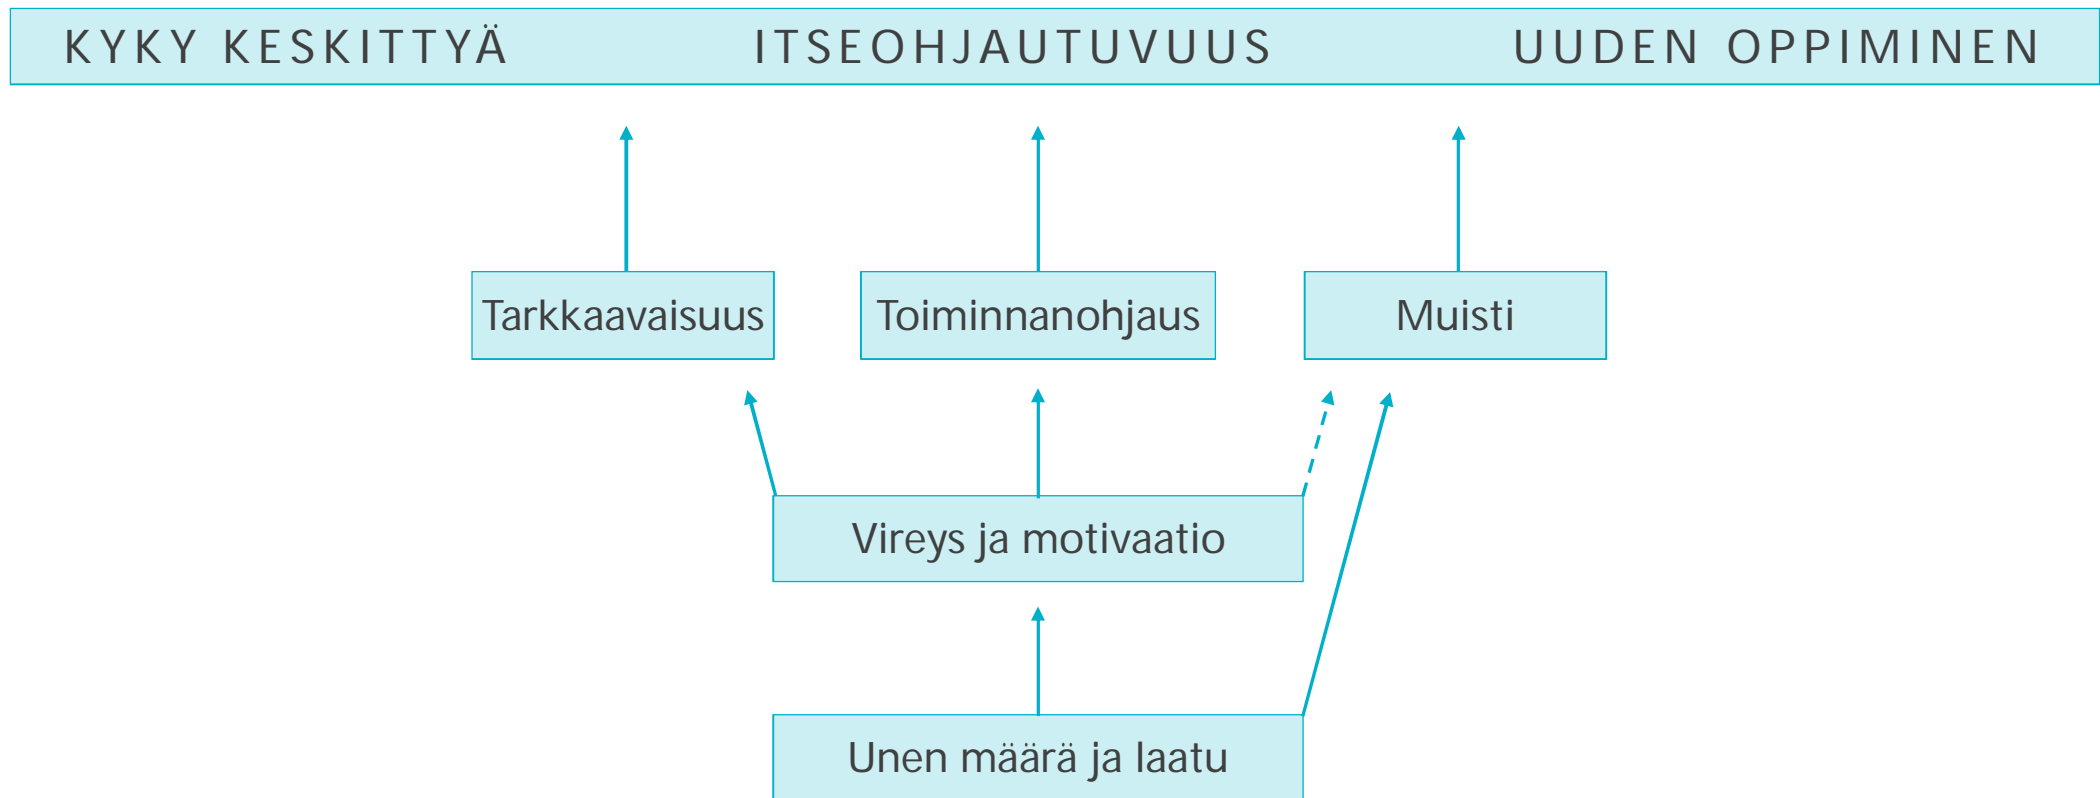 KYKY KESKITTYÄ ITSEOHJAUTUVUUS UUDEN OPPIMINEN
Tarkkaavaisuus Toiminnanohjaus Muisti
Vireys ja motivaatio
Unen määrä ja laatu